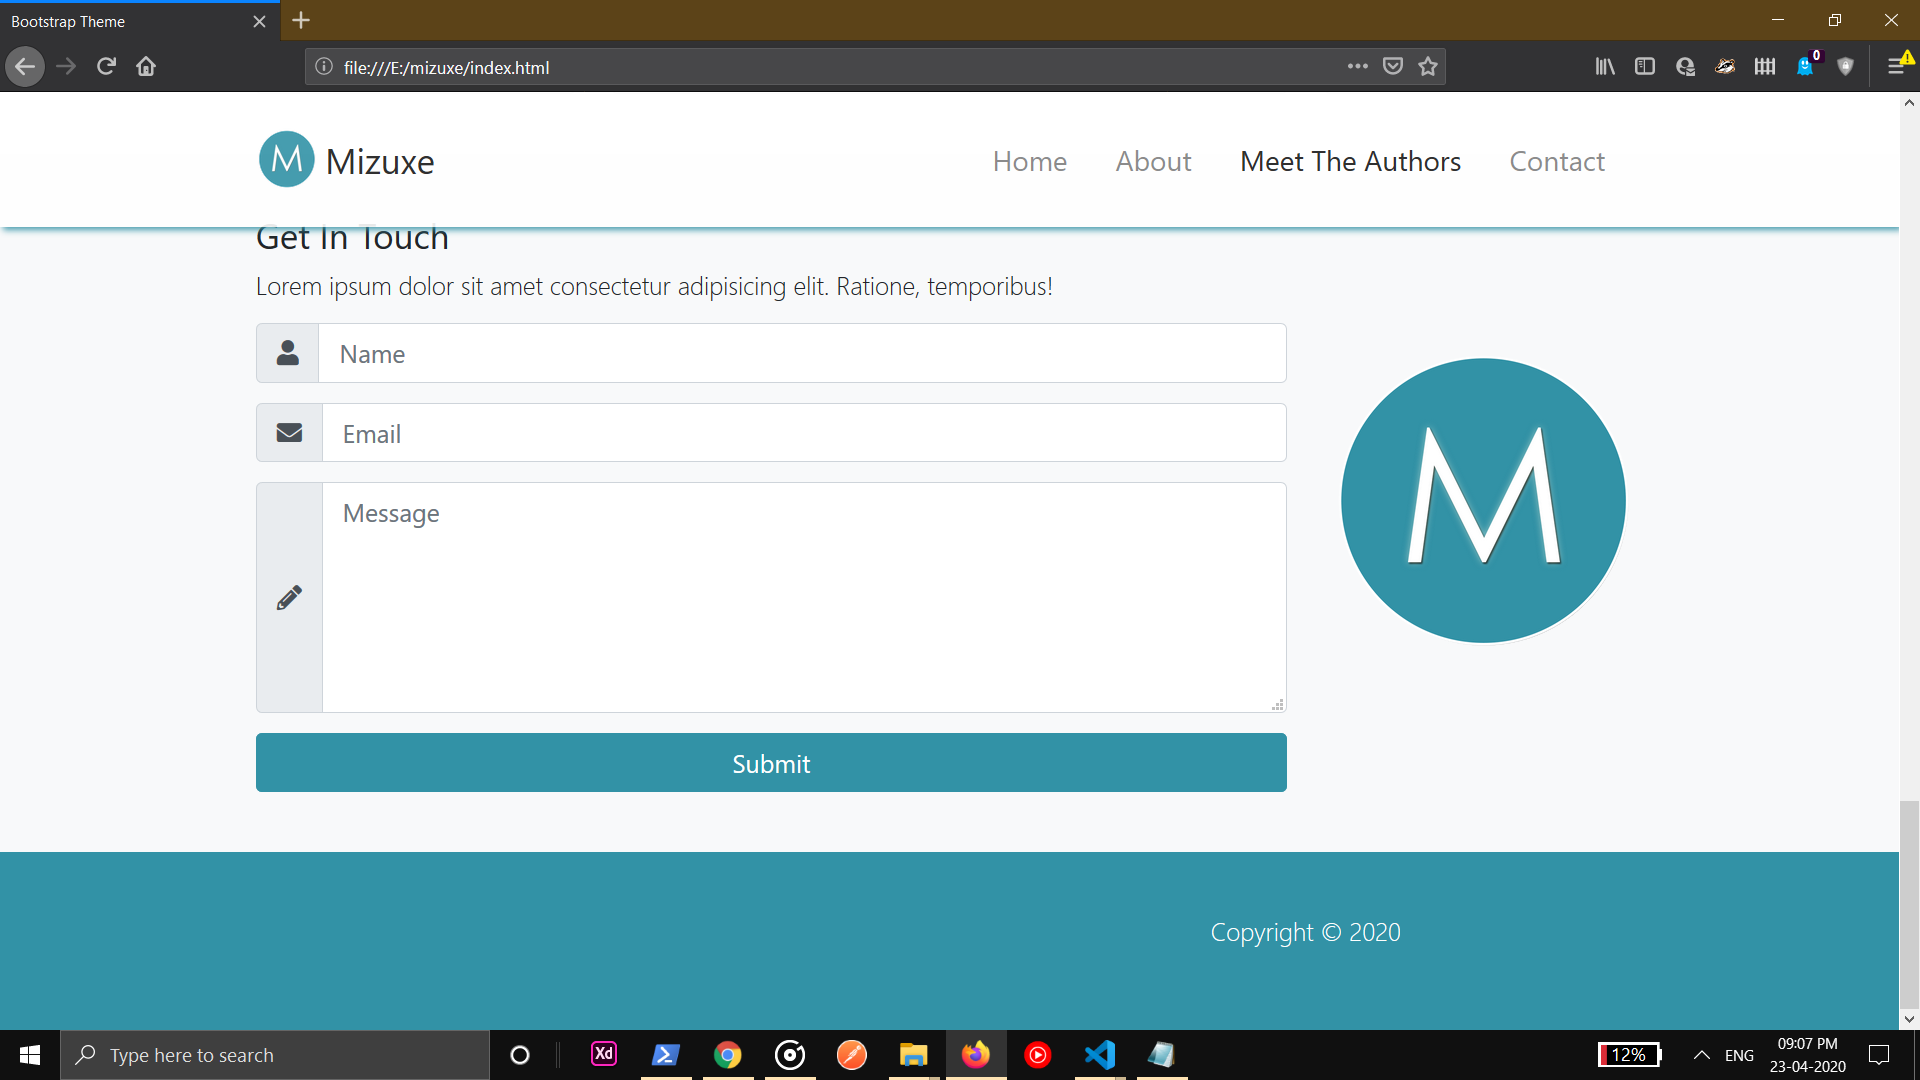 Bootstrap Theme
file:///E:/mizuxe/index.html
0
M Mizuxe
Home About Meet The Authors Contact
Get In Touch
Lorem ipsum dolor sit amet consectetur adipisicing elit. Ratione, temporibus!
Name
Email
Message
M
Submit
Copyright © 2020
Type here to search
Xd
12%
ENG
09:07 PM
23-04-2020